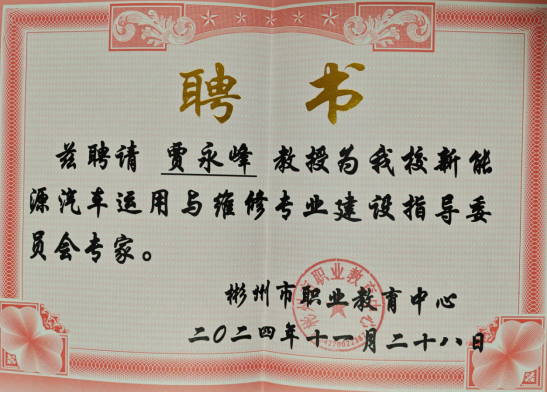 聘书
兹聘请 贾永峰 教授为我校新能
源汽车运用与维修专业建设指导委
员会专家。
彬州市职业教育中心
二〇二四年十一月二十八日